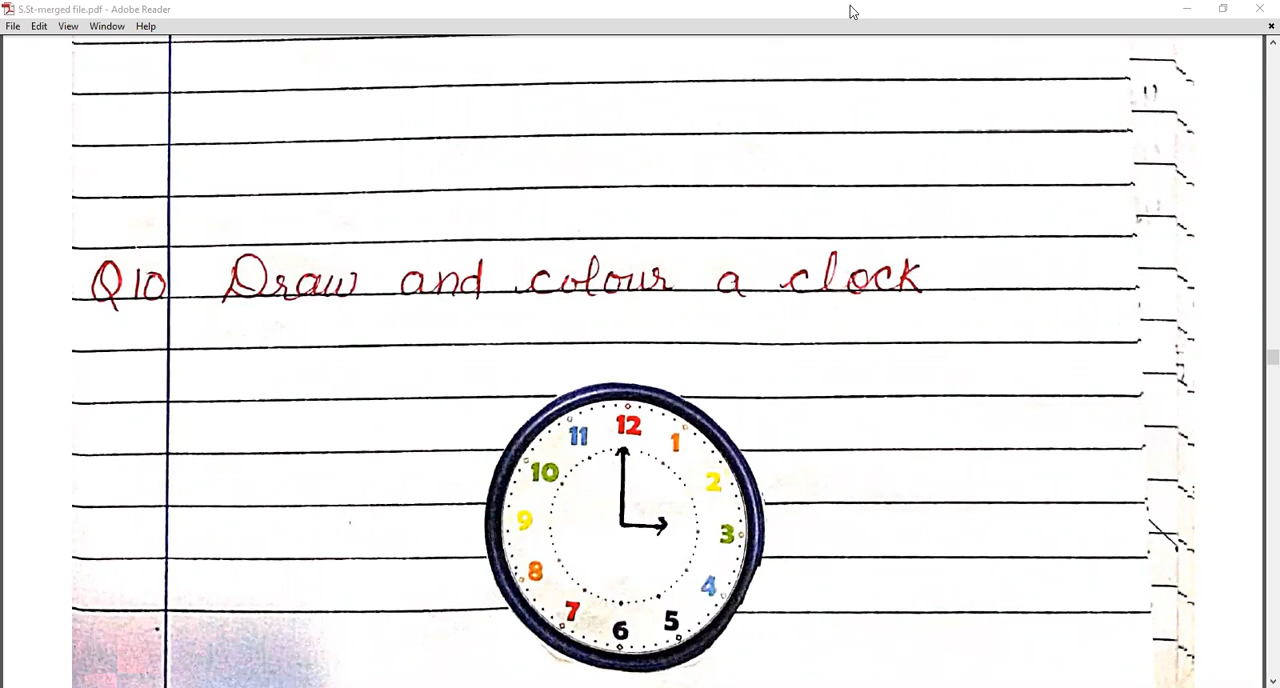 S.St-merged file.pdf - Adobe Reader
File Edit View Window Help
Q10 Draw and colour a clock
12
11 1
10 2
9 3
8 4
7 5
6